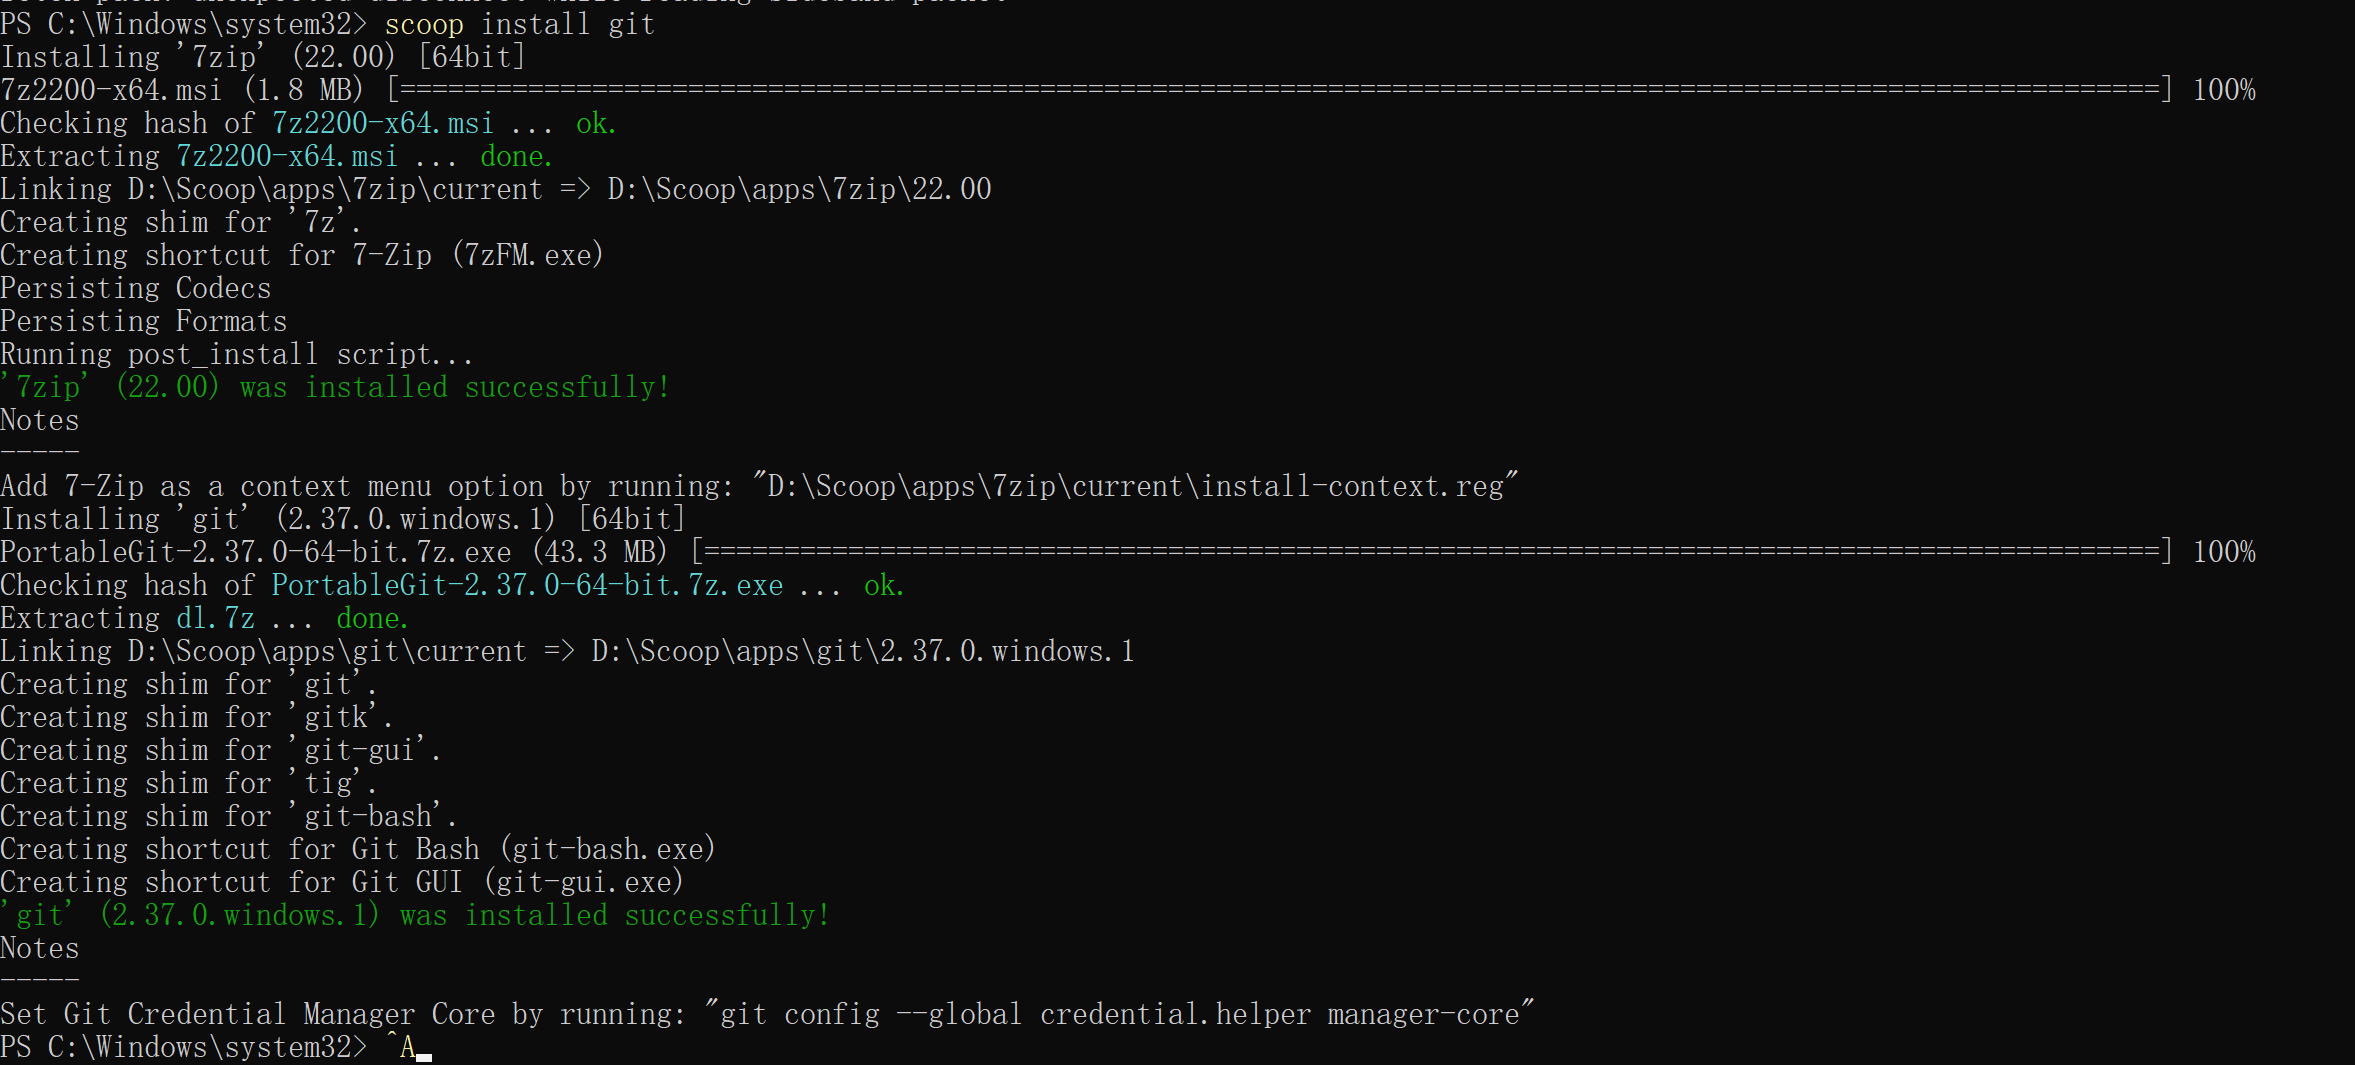 PS C:\Windows\system32> scoop install git
Installing '7zip' (22.00) [64bit]
7z2200-x64.msi (1.8 MB) [==============================================================================================================] 100%
Checking hash of 7z2200-x64.msi ... ok.
Extracting 7z2200-x64.msi ... done.
Linking D:\Scoop\apps\7zip\current => D:\Scoop\apps\7zip\22.00
Creating shim for '7z'.
Creating shortcut for 7-Zip (7zFM.exe)
Persisting Codecs
Persisting Formats
Running post_install script...
'7zip' (22.00) was installed successfully!
Notes
-----
Add 7-Zip as a context menu option by running: "D:\Scoop\apps\7zip\current\install-context.reg"
Installing 'git' (2.37.0.windows.1) [64bit]
PortableGit-2.37.0-64-bit.7z.exe (43.3 MB) [===========================================================================================] 100%
Checking hash of PortableGit-2.37.0-64-bit.7z.exe ... ok.
Extracting dl.7z ... done.
Linking D:\Scoop\apps\git\current => D:\Scoop\apps\git\2.37.0.windows.1
Creating shim for 'git'.
Creating shim for 'gitk'.
Creating shim for 'git-gui'.
Creating shim for 'tig'.
Creating shim for 'git-bash'.
Creating shortcut for Git Bash (git-bash.exe)
Creating shortcut for Git GUI (git-gui.exe)
'git' (2.37.0.windows.1) was installed successfully!
Notes
-----
Set Git Credential Manager Core by running: "git config --global credential.helper manager-core"
PS C:\Windows\system32> ^A